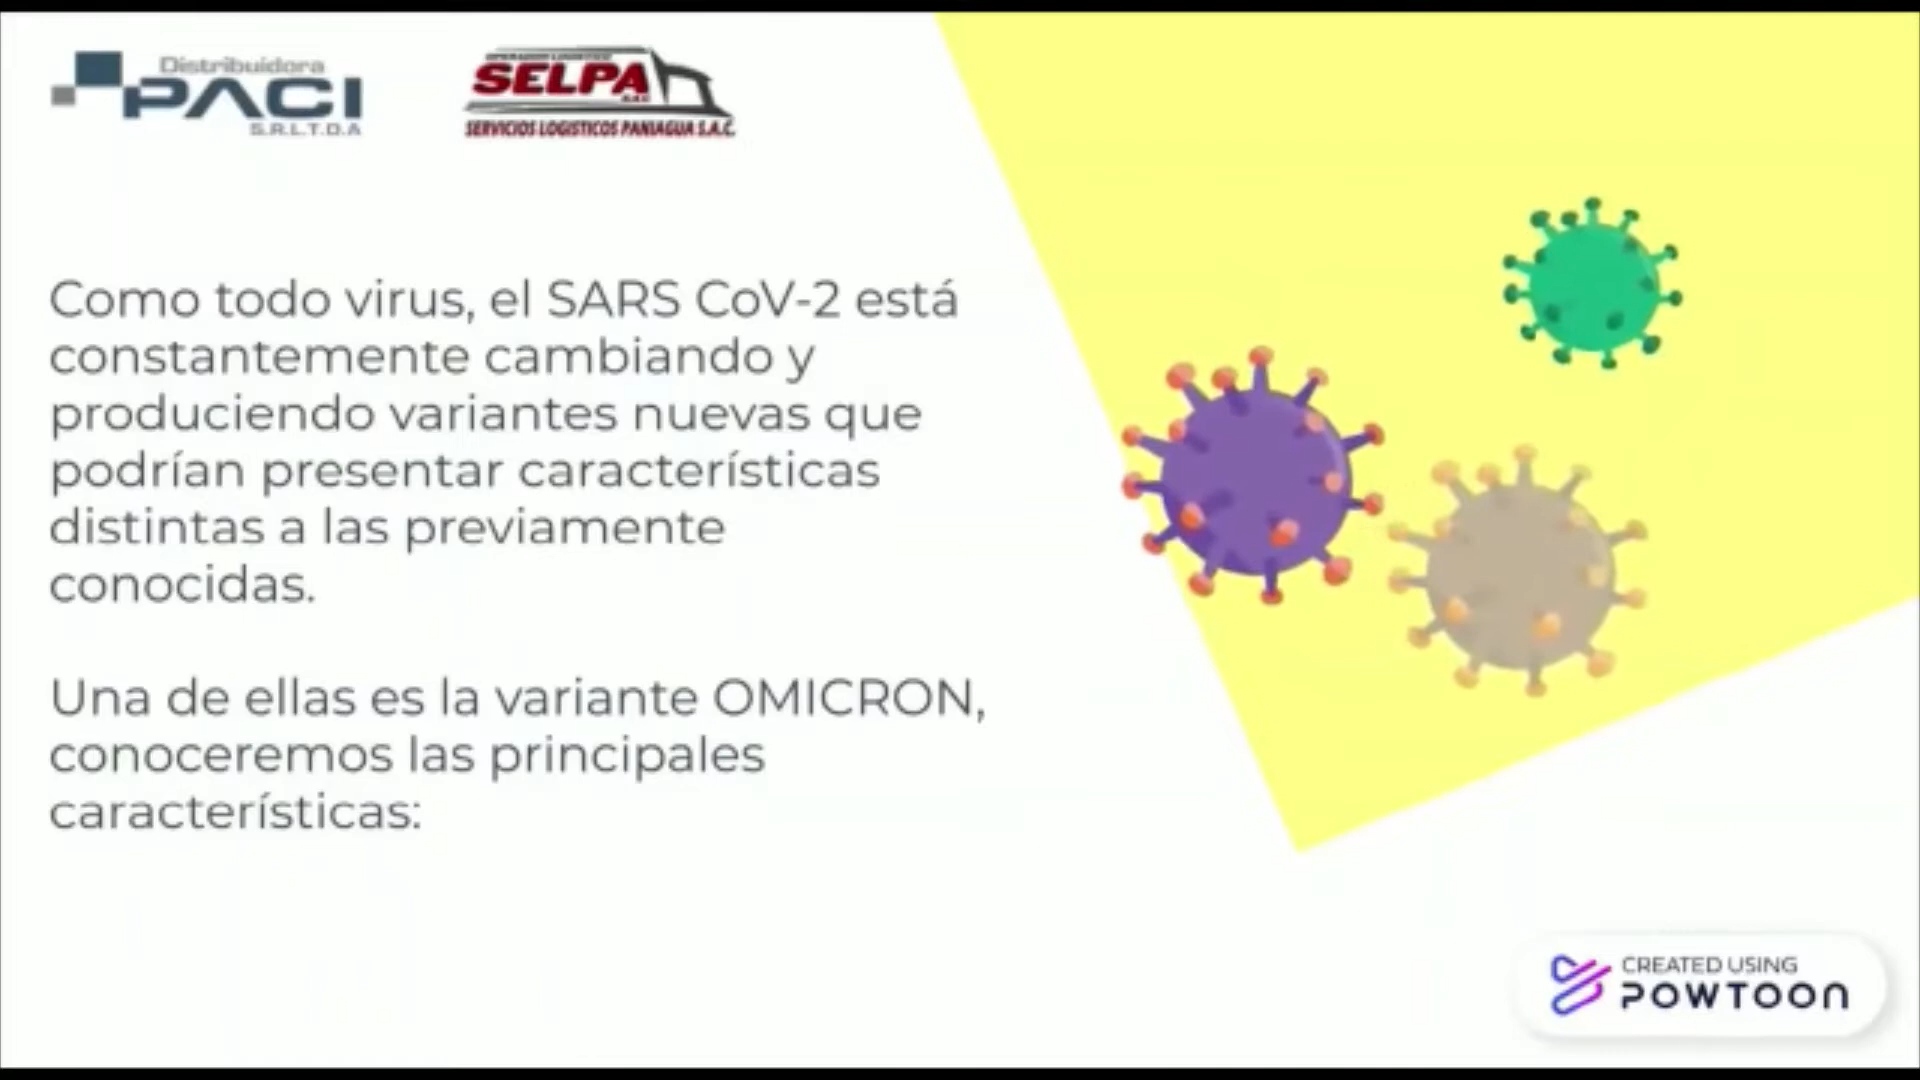 Distribuidora
PACI
S.R.L.T.D.A
SELPA
SERVICIOS LOGISTICOS PANIAGUA S.A.C.
Como todo virus, el SARS CoV-2 está
constantemente cambiando y
produciendo variantes nuevas que
podrían presentar características
distintas a las previamente
conocidas.
Una de ellas es la variante OMICRON,
conoceremos las principales
características:
CREATED USING
POWTOON